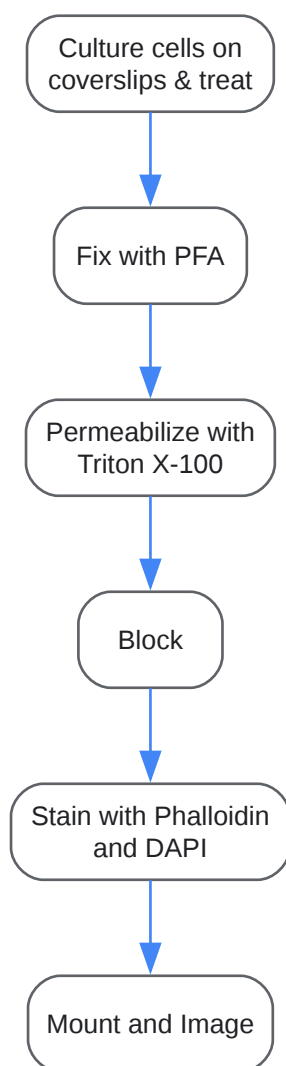 Culture cells on
coverslips & treat
Fix with PFA
Permeabilize with
Triton X-100
Block
Stain with Phalloidin
and DAPI
Mount and Image